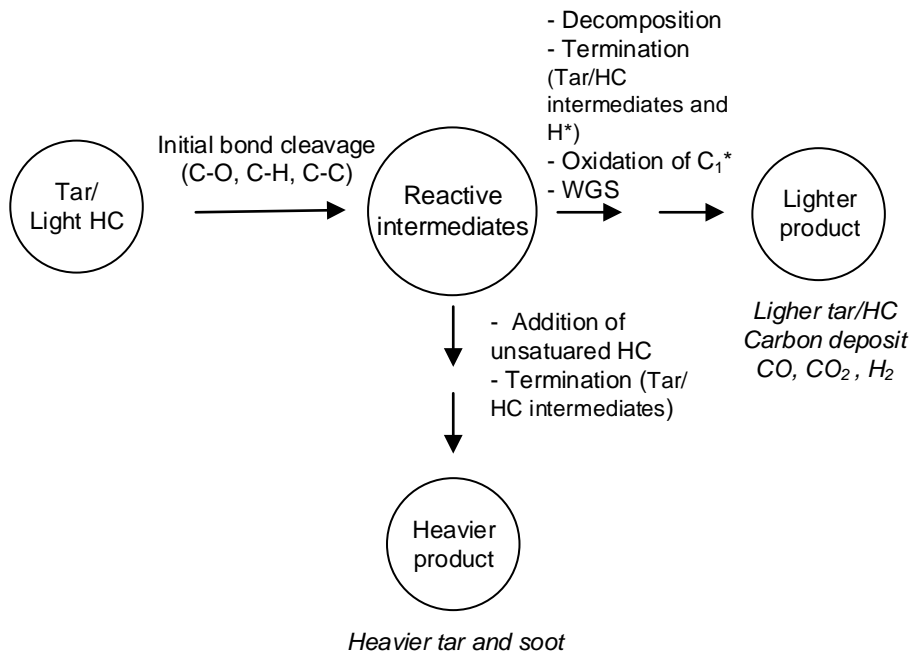 Tar/
Light HC
Initial bond cleavage
(C-O, C-H, C-C)
Reactive
intermediates
- Decomposition
- Termination
(Tar/HC
intermediates and
H*)
- Oxidation of C₁*
- WGS
Lighter
product
Ligher tar/HC
Carbon deposit
CO, CO₂ , H₂
- Addition of
unsatuared HC
- Termination (Tar/
HC intermediates)
Heavier
product
Heavier tar and soot